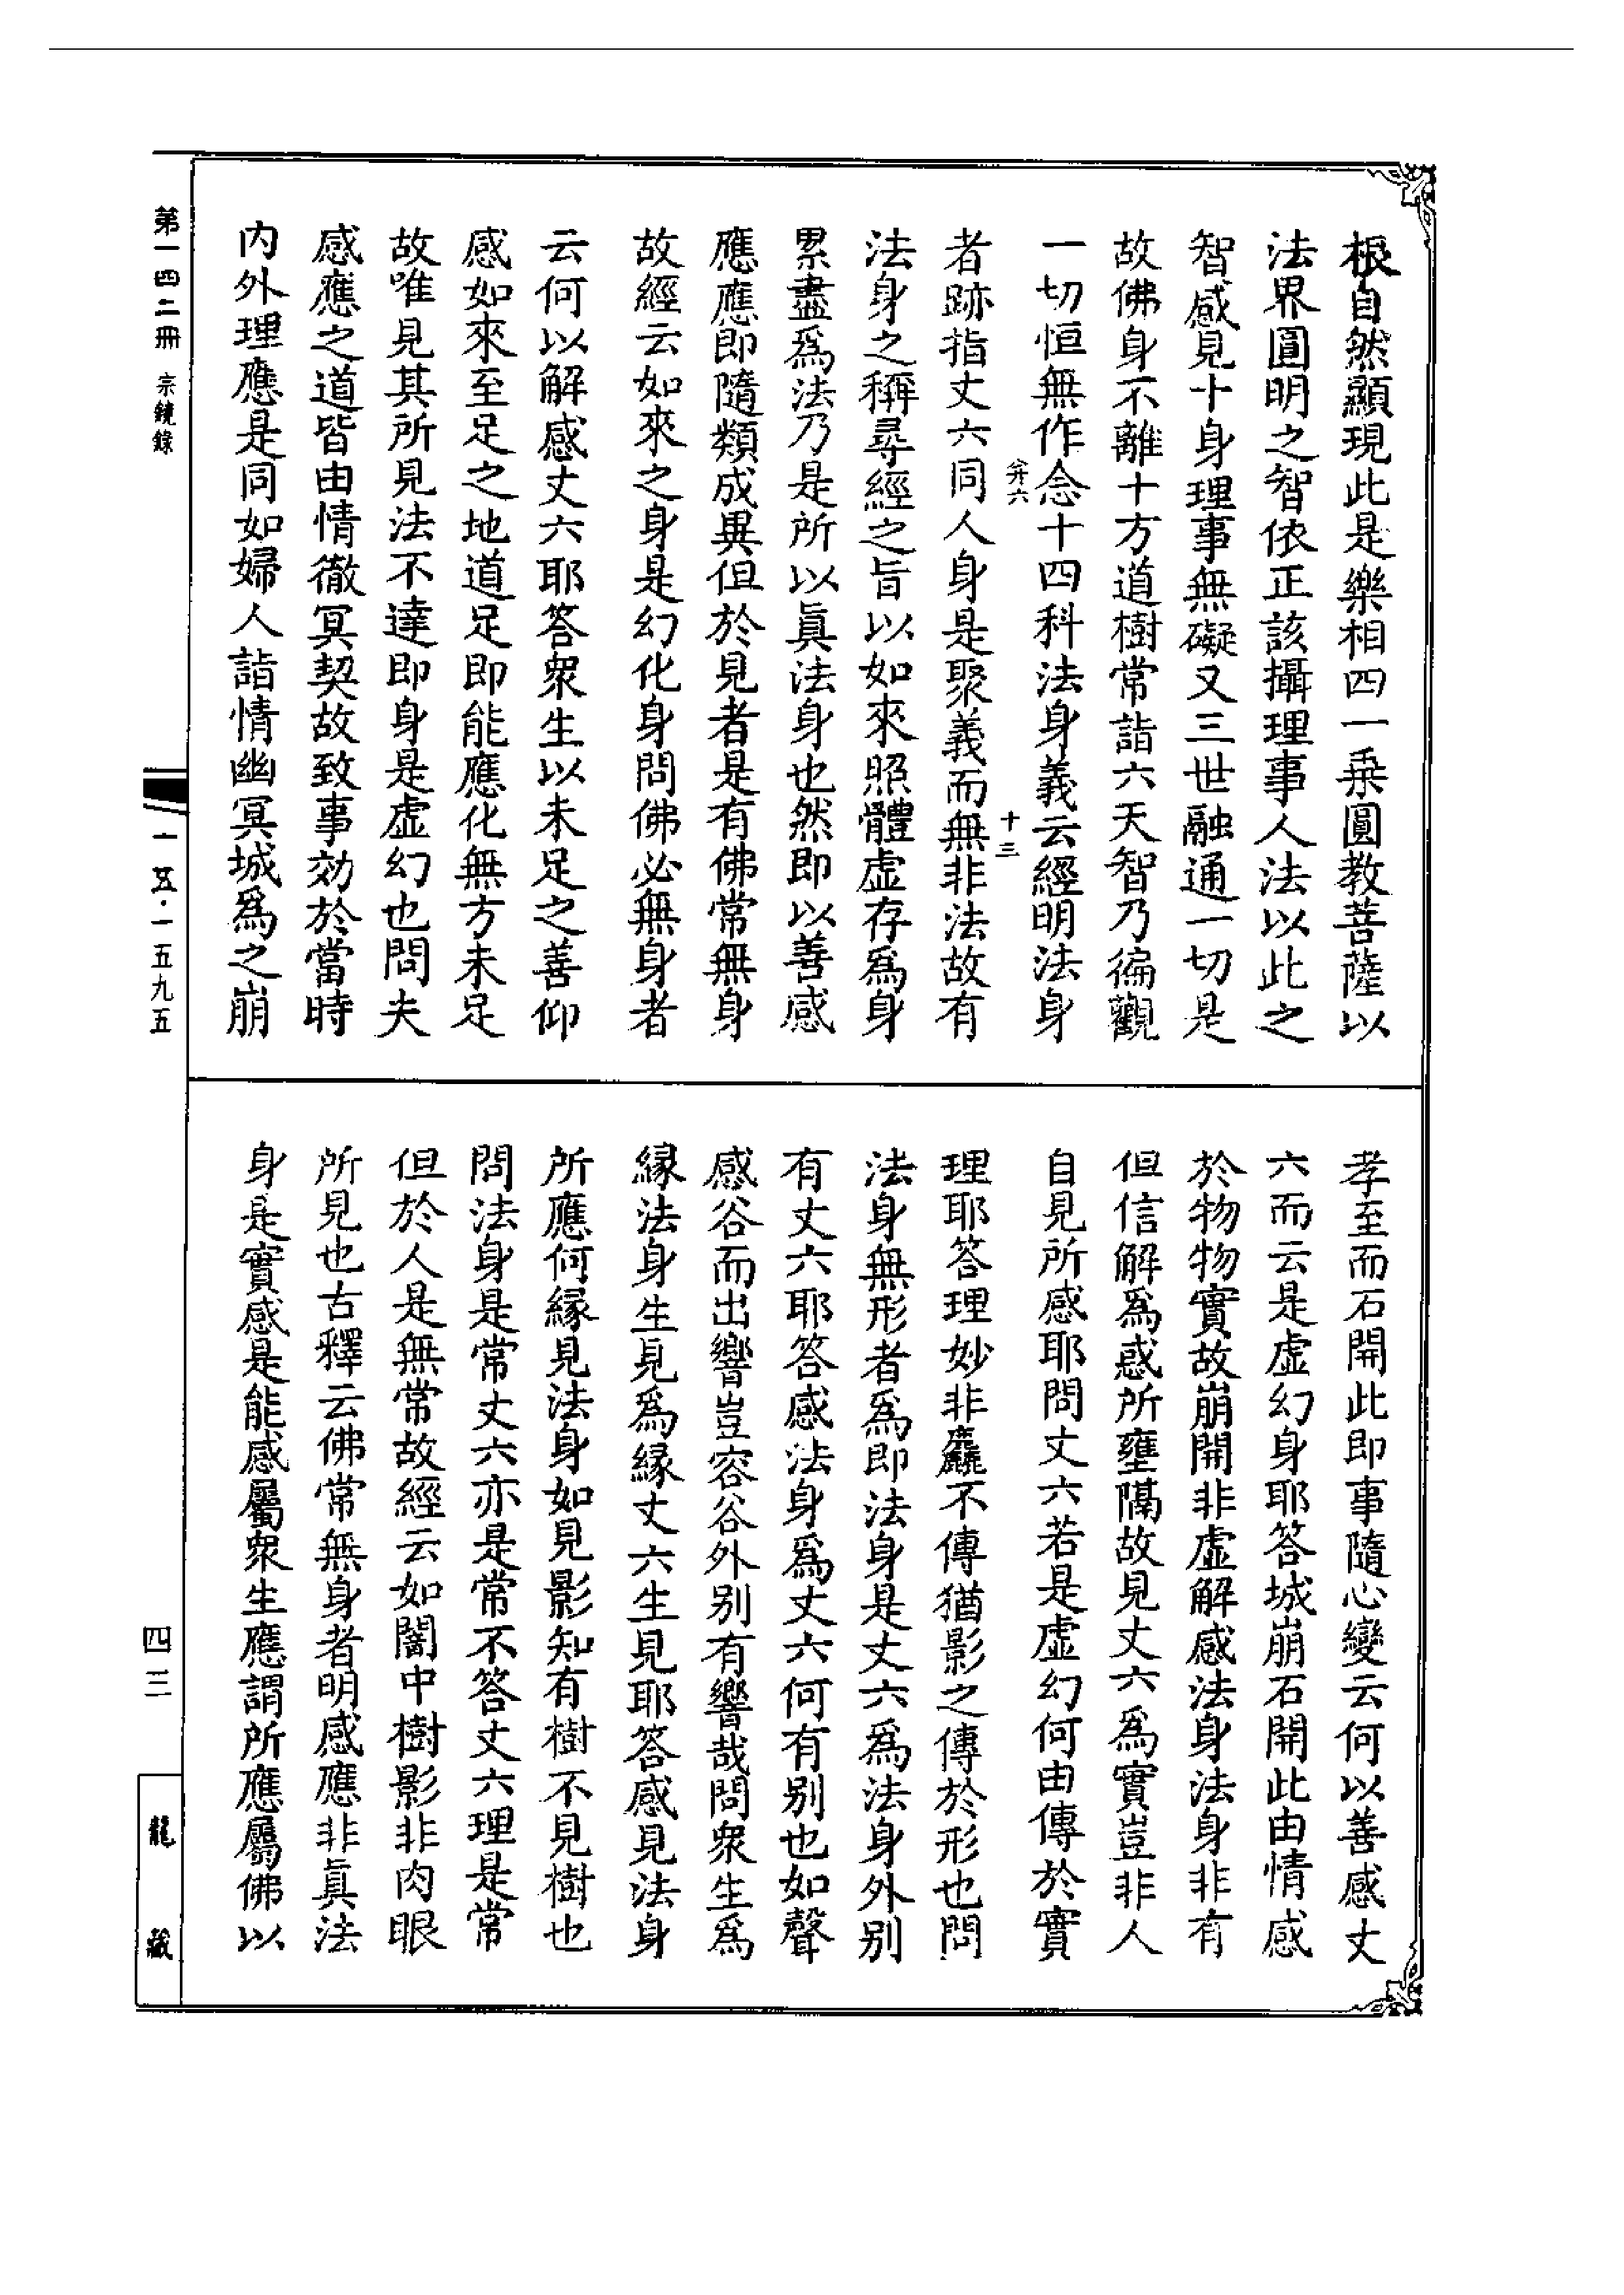 根自然顯現此是樂相四一乗圓教菩薩以
法界圓明之智依正該攝理事人法以此之
智感見十身理事無礙又三世融通一切是
故佛身不離十方道樹常詣六天智乃徧觀
一切恒無作念十四科法身義云經明法身
弁六
十三
者跡指丈六同人身是聚義而無非法故有
法身之稱尋經之旨以如來照體虛存爲身
累盡爲法乃是所以眞法身也然即以善感
應應即隨類成異但於見者是有佛常無身
故經云如來之身是幻化身問佛必無身者
云何以解感丈六耶答衆生以未足之善仰
感如來至足之地道足即能應化無方未足
故唯見其所見法不達即身是虛幻也問夫
感應之道皆由情徹冥契故致事効於當時
內外理應是同如婦人詣情幽冥城爲之崩
孝至而石開此即事隨心變云何以善感丈
六而云是虛幻身耶答城崩石開此由情感
於物物實故崩開非虛解感法身法身非有
但信解爲惑所壅隔故見丈六爲實豈非人
自見所感耶問丈六若是虛幻何由傳於實
理耶答理妙非麤不傳猶影之傳於形也問
法身無形者爲即法身是丈六爲法身外別
有丈六耶答感法身爲丈六何有別也如聲
感谷而出響豈容谷外別有響哉問衆生爲
緣法身生見爲緣丈六生見耶答感見法身
所應何緣見法身如見影知有樹不見樹也
問法身是常丈六亦是常不答丈六理是常
但於人是無常故經云如闇中樹影非肉眼
所見也古釋云佛常無身者明感應非眞法
身是實感是能感屬衆生應謂所應屬佛以
第一四二冊　宗鏡錄
一五·一五九五
四三
龍藏